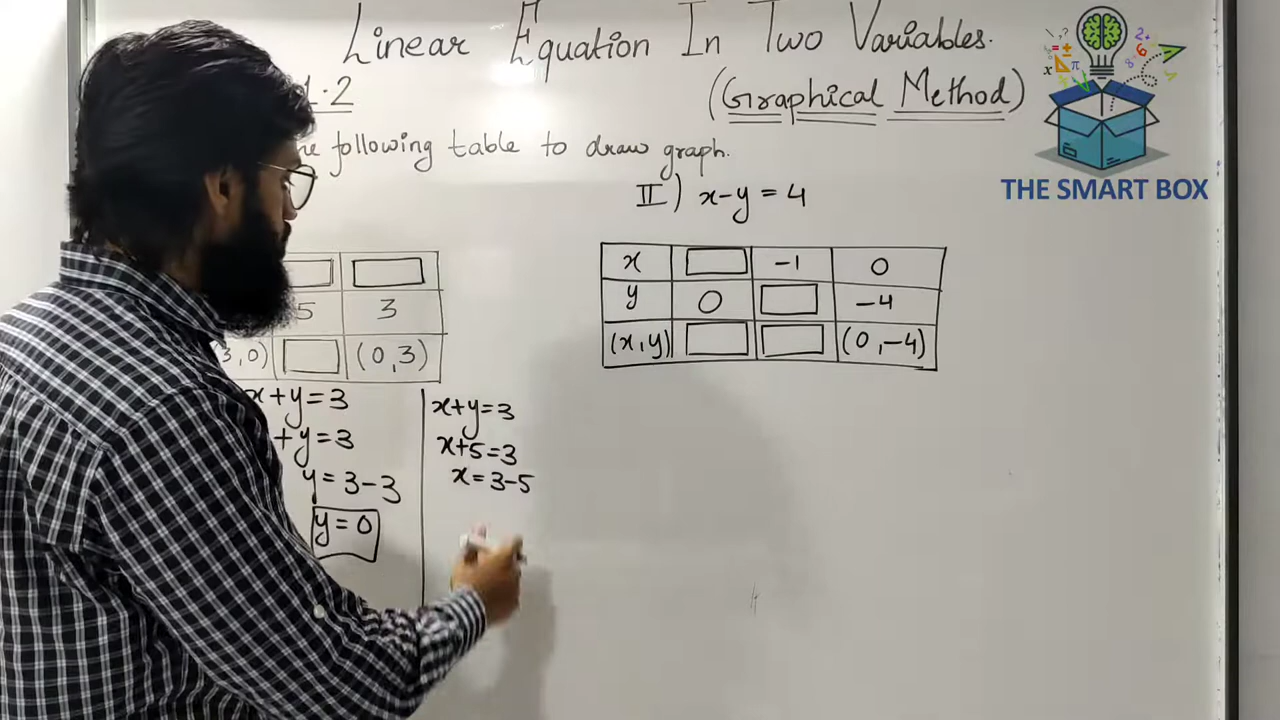 Linear Equation In Two Variables.
1.2
(Graphical Method)
following table to draw graph.
THE SMART BOX
II) x-y = 4
5 3
3,0) (0,3)
x -1 0
y 0 -4
(x,y) (0,-4)
x+y=3
+y=3
y=3-3
y=0
x+y=3
x+5=3
x=3-5